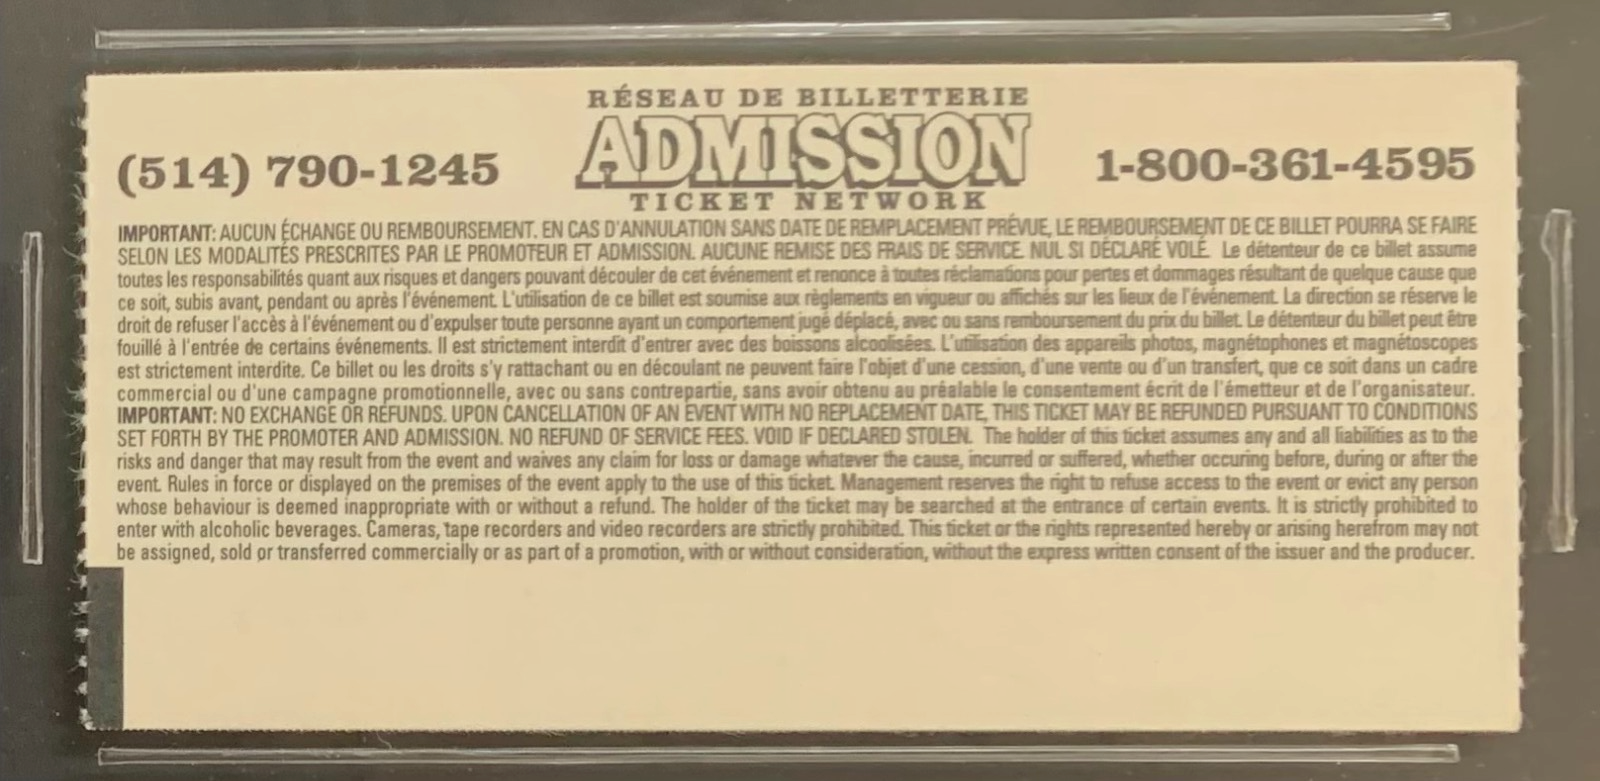 RÉSEAU DE BILLETTERIE
(514) 790-1245 ADMISSION 1-800-361-4595
TICKET NETWORK
IMPORTANT: AUCUN ÉCHANGE OU REMBOURSEMENT. EN CAS D'ANNULATION SANS DATE DE REMPLACEMENT PRÉVUE, LE REMBOURSEMENT DE CE BILLET POURRA SE FAIRE
SELON LES MODALITÉS PRESCRITES PAR LE PROMOTEUR ET ADMISSION. AUCUNE REMISE DES FRAIS DE SERVICE. NUL SI DÉCLARÉ VOLÉ. Le détenteur de ce billet assume
toutes les responsabilités quant aux risques et dangers pouvant découler de cet événement et renonce à toutes réclamations pour pertes et dommages résultant de quelque cause que
ce soit, subis avant, pendant ou après l'événement. L'utilisation de ce billet est soumise aux règlements en vigueur ou affichés sur les lieux de l'événement. La direction se réserve le
droit de refuser l'accès à l'événement ou d'expulser toute personne ayant un comportement jugé déplacé, avec ou sans remboursement du prix du billet. Le détenteur du billet peut être
fouillé à l'entrée de certains événements. Il est strictement interdit d'entrer avec des boissons alcoolisées. L'utilisation des appareils photos, magnétophones et magnétoscopes
est strictement interdite. Ce billet ou les droits s'y rattachant ou en découlant ne peuvent faire l'objet d'une cession, d'une vente ou d'un transfert, que ce soit dans un cadre
commercial ou d'une campagne promotionnelle, avec ou sans contrepartie, sans avoir obtenu au préalable le consentement écrit de l'émetteur et de l'organisateur.
IMPORTANT: NO EXCHANGE OR REFUNDS. UPON CANCELLATION OF AN EVENT WITH NO REPLACEMENT DATE, THIS TICKET MAY BE REFUNDED PURSUANT TO CONDITIONS
SET FORTH BY THE PROMOTER AND ADMISSION. NO REFUND OF SERVICE FEES. VOID IF DECLARED STOLEN. The holder of this ticket assumes any and all liabilities as to the
risks and danger that may result from the event and waives any claim for loss or damage whatever the cause, incurred or suffered, whether occuring before, during or after the
event. Rules in force or displayed on the premises of the event apply to the use of this ticket. Management reserves the right to refuse access to the event or evict any person
whose behaviour is deemed inappropriate with or without a refund. The holder of the ticket may be searched at the entrance of certain events. It is strictly prohibited to
enter with alcoholic beverages. Cameras, tape recorders and video recorders are strictly prohibited. This ticket or the rights represented hereby or arising herefrom may not
be assigned, sold or transferred commercially or as part of a promotion, with or without consideration, without the express written consent of the issuer and the producer.